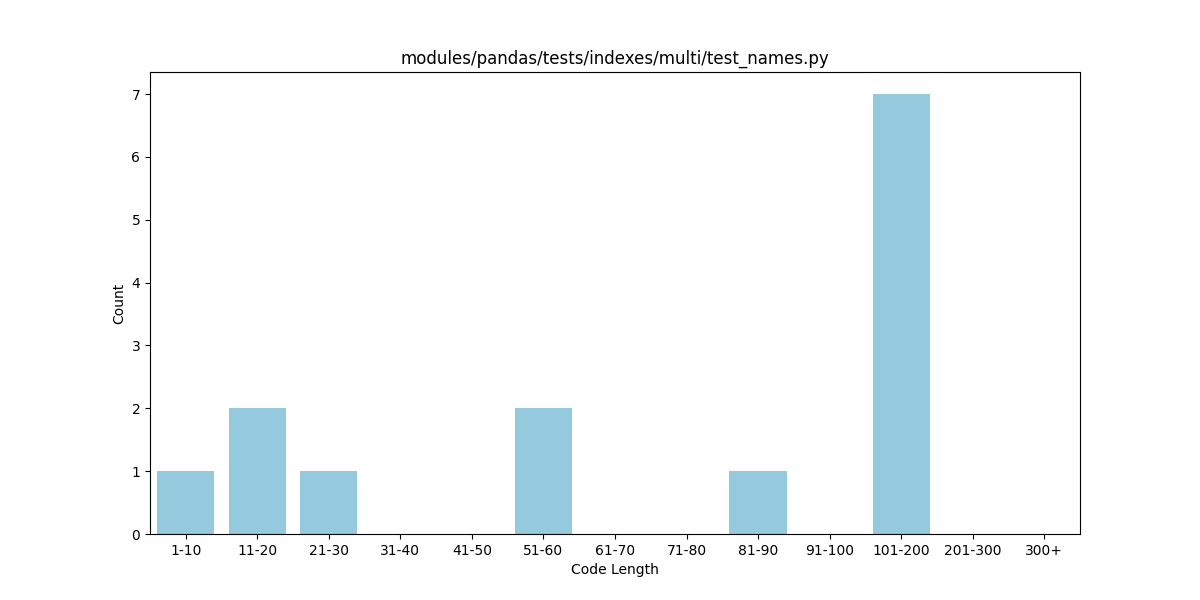 modules/pandas/tests/indexes/multi/test_names.py
Count
7
6
5
4
3
2
1
0
1-10 11-20 21-30 31-40 41-50 51-60 61-70 71-80 81-90 91-100 101-200 201-300 300+
Code Length